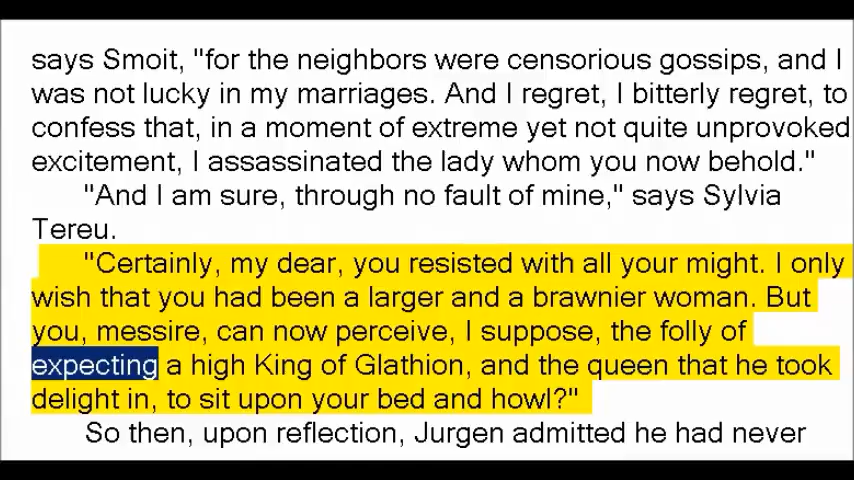 says Smoit, "for the neighbors were censorious gossips, and I
was not lucky in my marriages. And I regret, I bitterly regret, to
confess that, in a moment of extreme yet not quite unprovoked
excitement, I assassinated the lady whom you now behold."
"And I am sure, through no fault of mine," says Sylvia
Tereu.
"Certainly, my dear, you resisted with all your might. I only
wish that you had been a larger and a brawnier woman. But
you, messire, can now perceive, I suppose, the folly of
expecting a high King of Glathion, and the queen that he took
delight in, to sit upon your bed and howl?"
So then, upon reflection, Jurgen admitted he had never